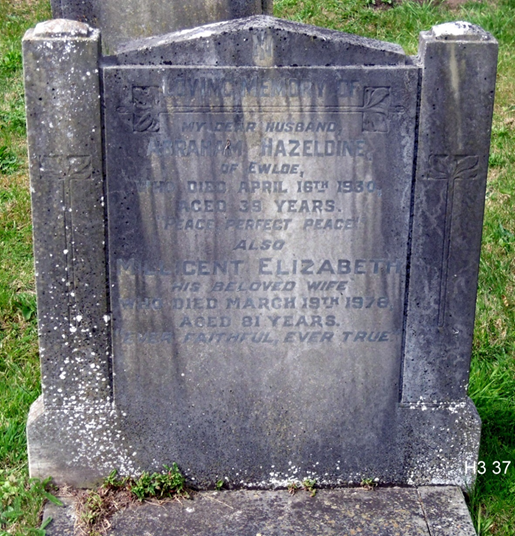 IN
LOVING MEMORY OF
MY DEAR HUSBAND,
ABRAHAM HAZELDINE,
OF EWLOE,
WHO DIED APRIL 16TH 1930,
AGED 39 YEARS.
"PEACE PERFECT PEACE."
ALSO
MILLICENT ELIZABETH
HIS BELOVED WIFE
WHO DIED MARCH 19TH 1976,
AGED 81 YEARS.
"EVER FAITHFUL, EVER TRUE."
H3 37